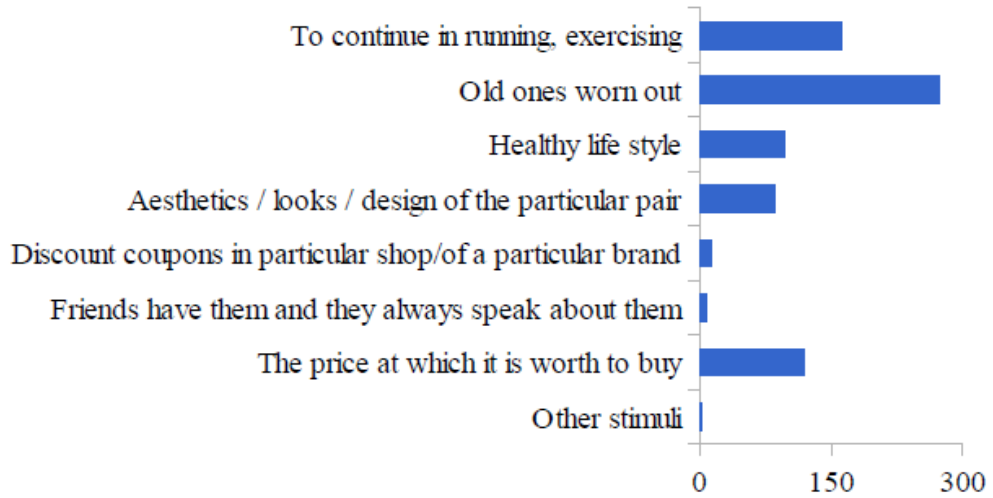 To continue in running, exercising
Old ones worn out
Healthy life style
Aesthetics / looks / design of the particular pair
Discount coupons in particular shop/of a particular brand
Friends have them and they always speak about them
The price at which it is worth to buy
Other stimuli
0 150 300